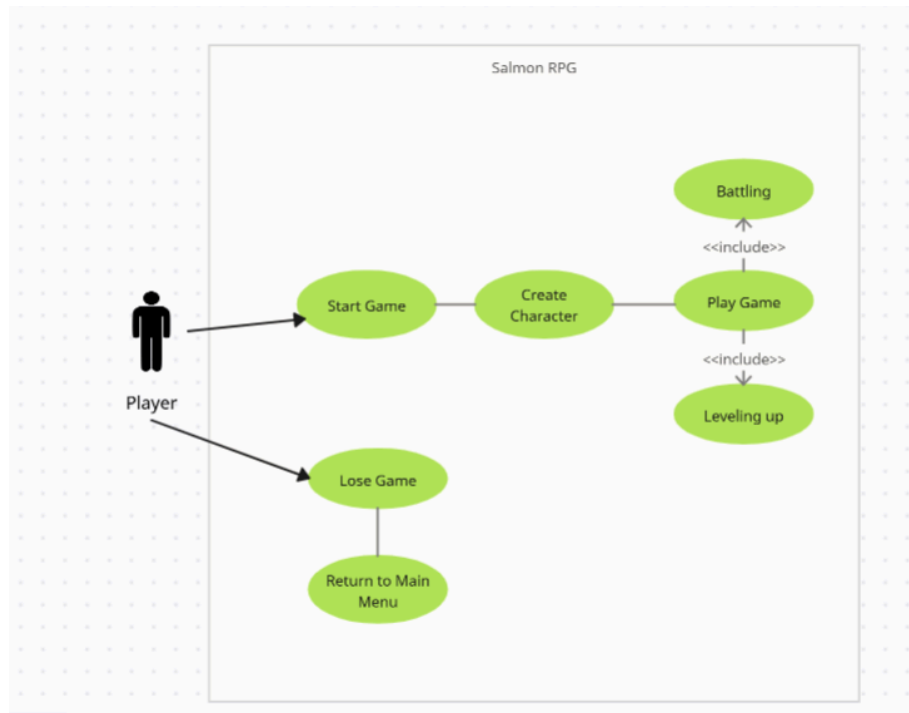 Salmon RPG
Battling
<<include>>
Start Game
Create
Character
Play Game
<<include>>
Player
Leveling up
Lose Game
Return to Main
Menu